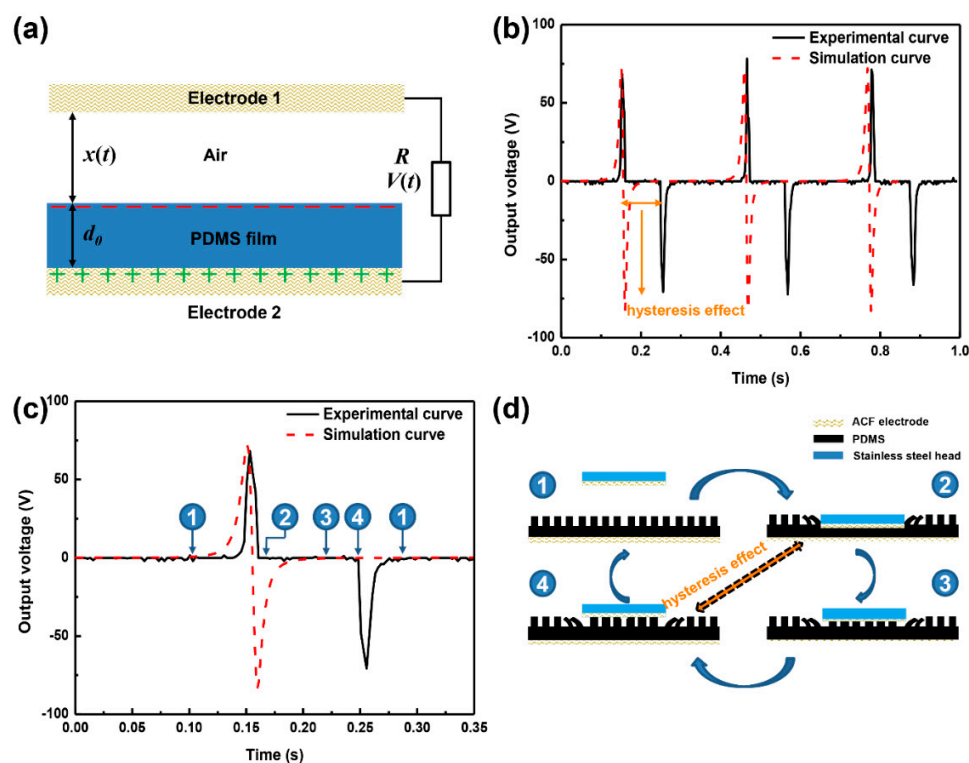 (a)
Electrode 1
x(t)
Air
R
V(t)
d0
PDMS film
+ + + + + + + + + + + + +
Electrode 2
(b)
Experimental curve
Simulation curve
Output voltage (V)
100
50
0
-50
-100
hysteresis effect
0.0 0.2 0.4 0.6 0.8 1.0
Time (s)
(c)
Experimental curve
Simulation curve
Output voltage (V)
100
50
0
-50
-100
1 2 3 4 1
0.00 0.05 0.10 0.15 0.20 0.25 0.30 0.35
Time (s)
(d)
ACF electrode
PDMS
Stainless steel head
1
2
hysteresis effect
4
3